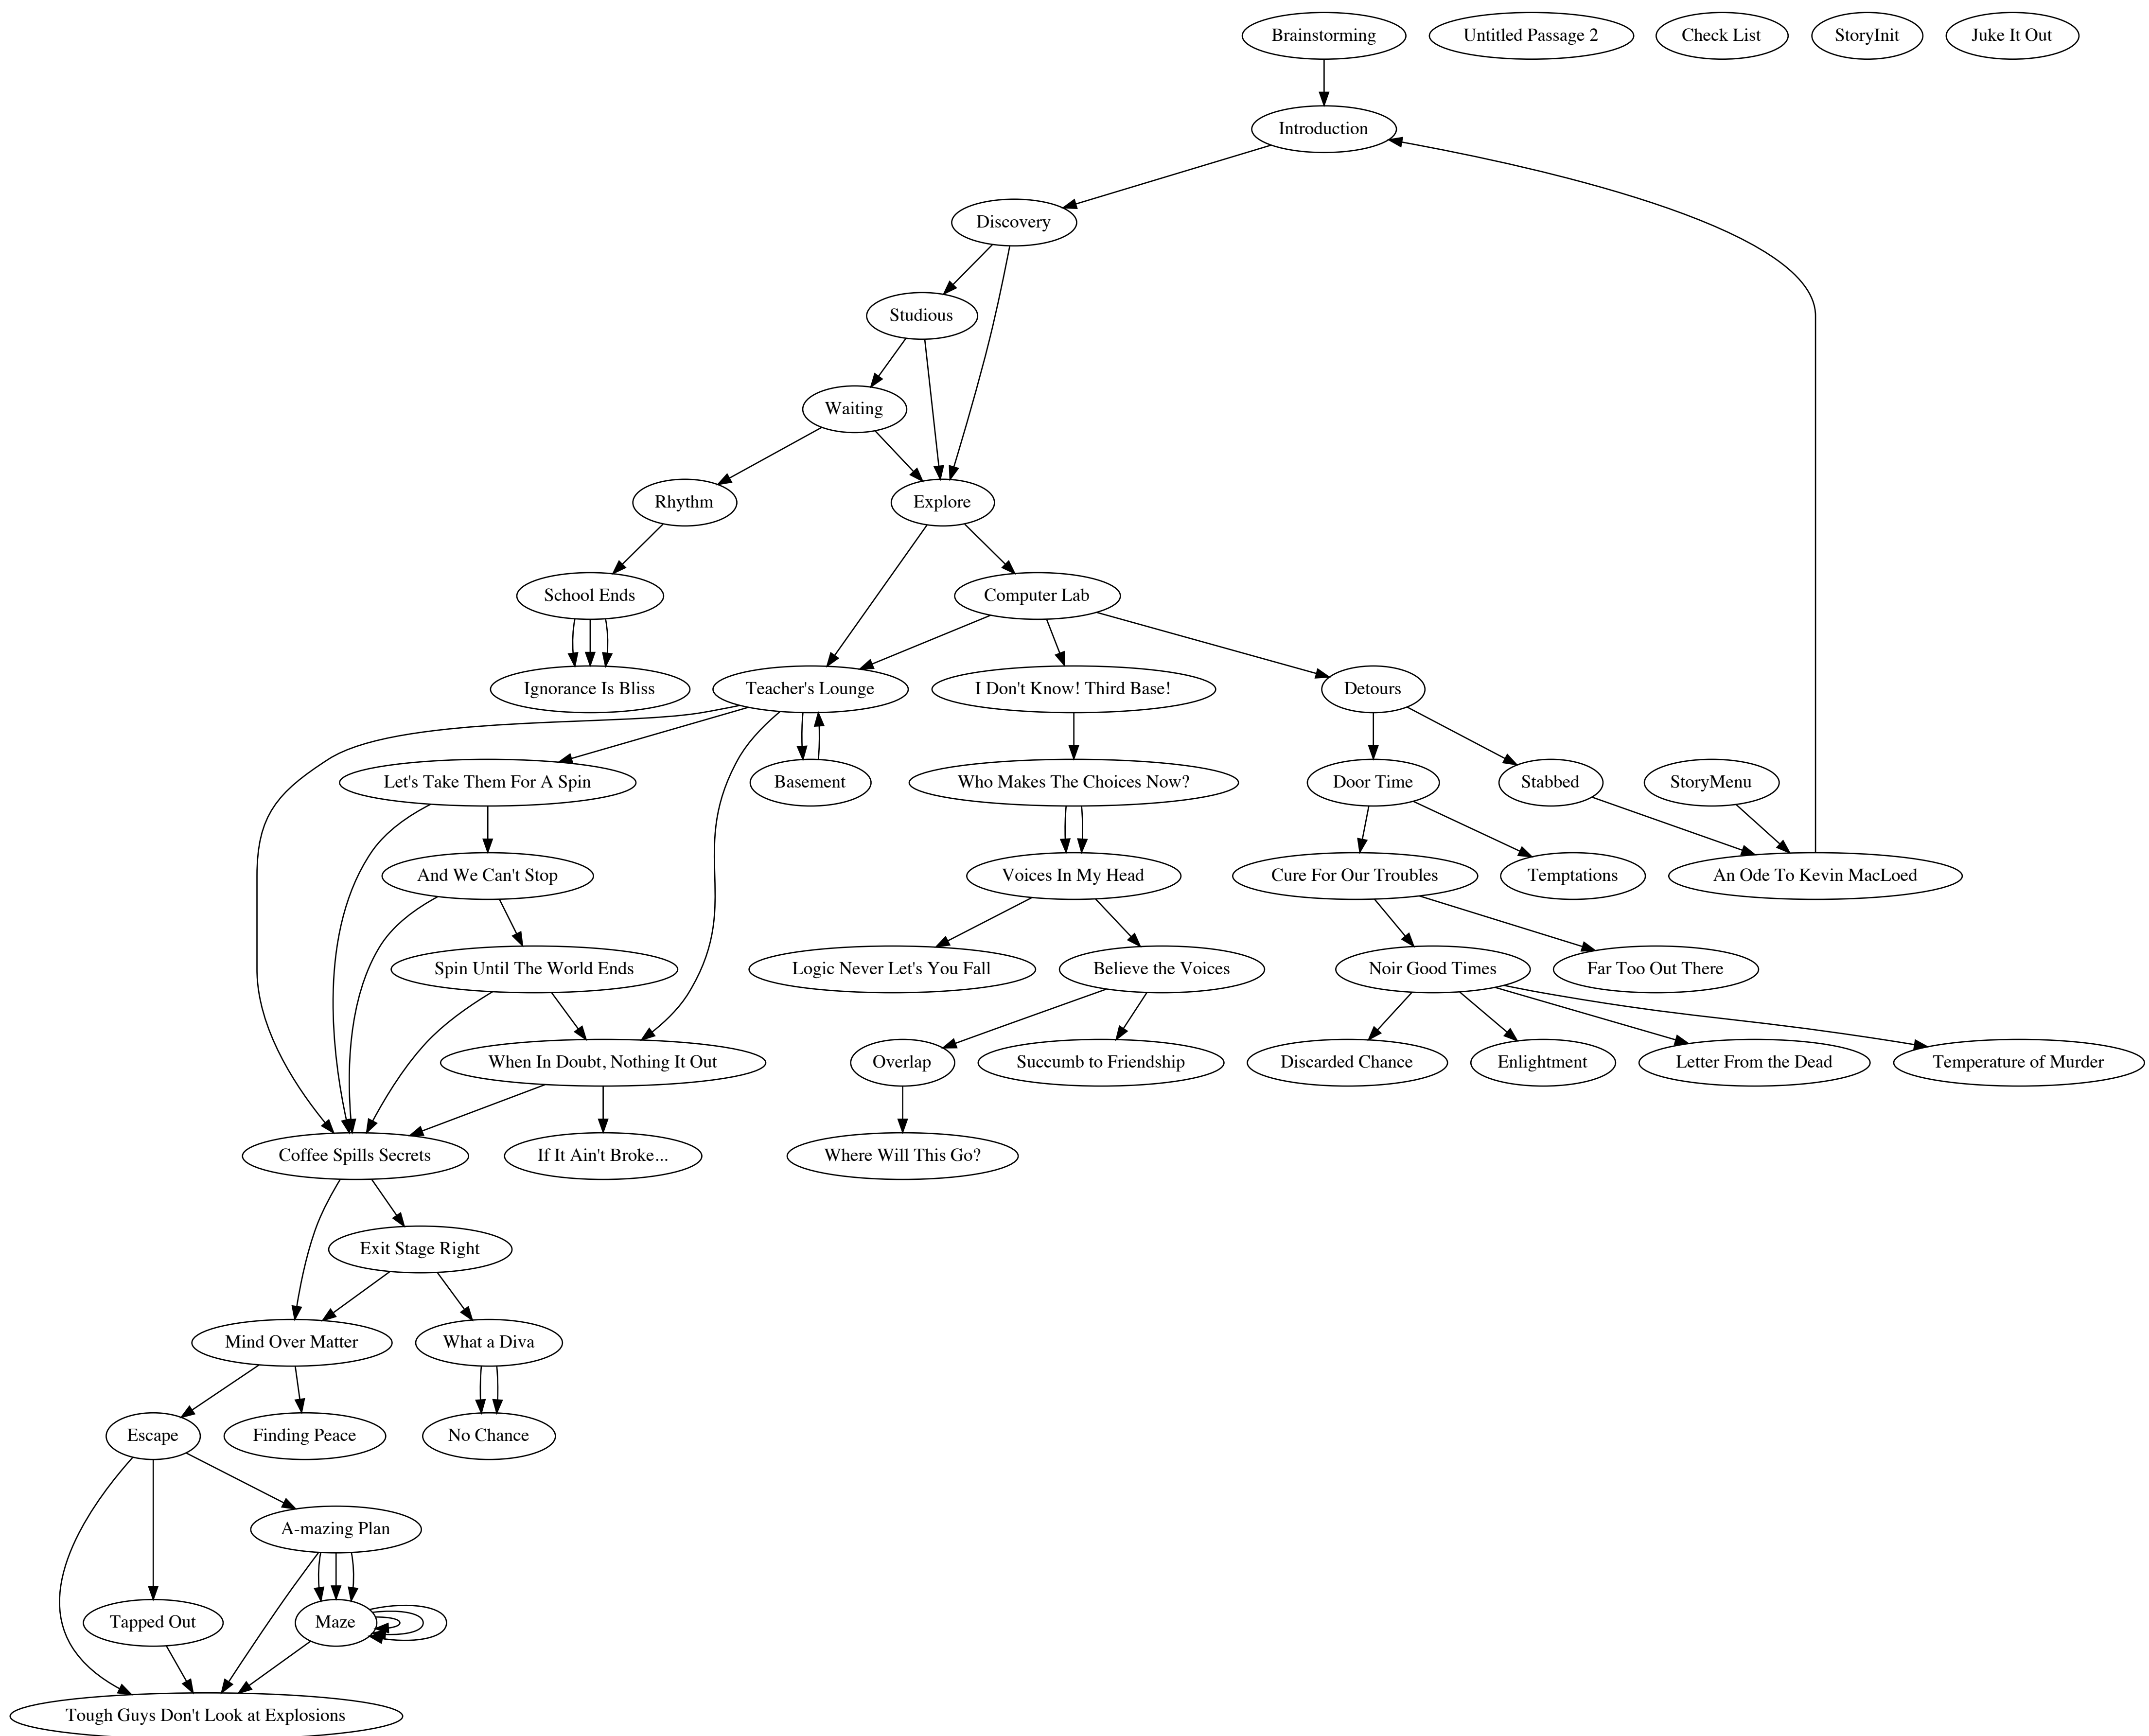 Brainstorming
Untitled Passage 2
Check List
StoryInit
Juke It Out
Introduction
Discovery
Studious
Waiting
Rhythm
Explore
School Ends
Computer Lab
Ignorance Is Bliss
Teacher's Lounge
I Don't Know! Third Base!
Detours
Let's Take Them For A Spin
Basement
Who Makes The Choices Now?
Door Time
Stabbed
StoryMenu
And We Can't Stop
Voices In My Head
Cure For Our Troubles
Temptations
An Ode To Kevin MacLoed
Spin Until The World Ends
Logic Never Let's You Fall
Believe the Voices
Noir Good Times
Far Too Out There
When In Doubt, Nothing It Out
Overlap
Succumb to Friendship
Discarded Chance
Enlightment
Letter From the Dead
Temperature of Murder
Coffee Spills Secrets
If It Ain't Broke...
Where Will This Go?
Exit Stage Right
Mind Over Matter
What a Diva
Escape
Finding Peace
No Chance
A-mazing Plan
Tapped Out
Maze
Tough Guys Don't Look at Explosions